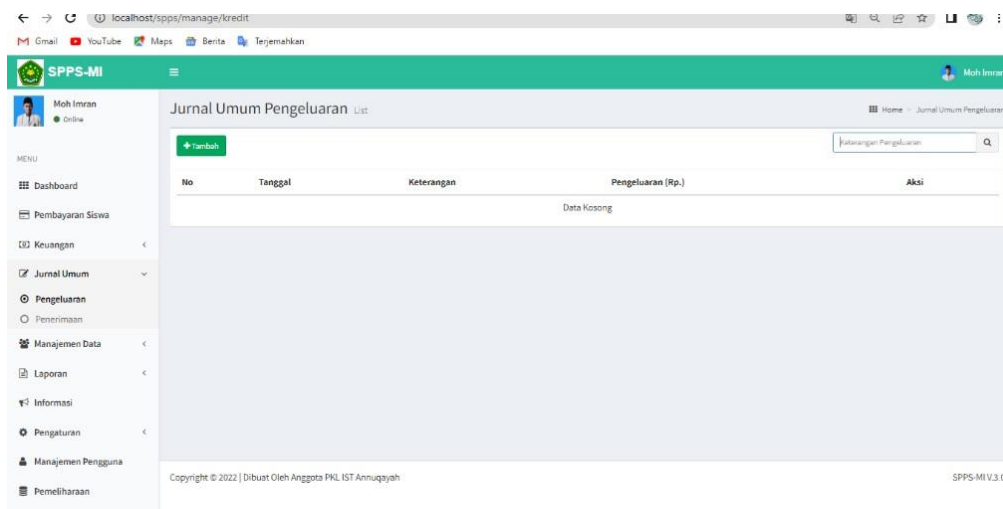 localhost/spps/manage/kredit
Gmail YouTube Maps Berita Terjemahkan
SPPS-MI
Moh Imran
Moh Imran
Online
Jurnal Umum Pengeluaran List
Home > Jurnal Umum Pengeluaran
Tambah
Keterangan Pengeluaran
MENU
No Tanggal Keterangan Pengeluaran (Rp.) Aksi
Data Kosong
Dashboard
Pembayaran Siswa
Keuangan
Jurnal Umum
Pengeluaran
Penerimaan
Manajemen Data
Laporan
Informasi
Pengaturan
Manajemen Pengguna
Pemeliharaan
Copyright © 2022 | Dibuat Oleh Anggota PKL IST Annuqayah
SPPS-MI V.3.0